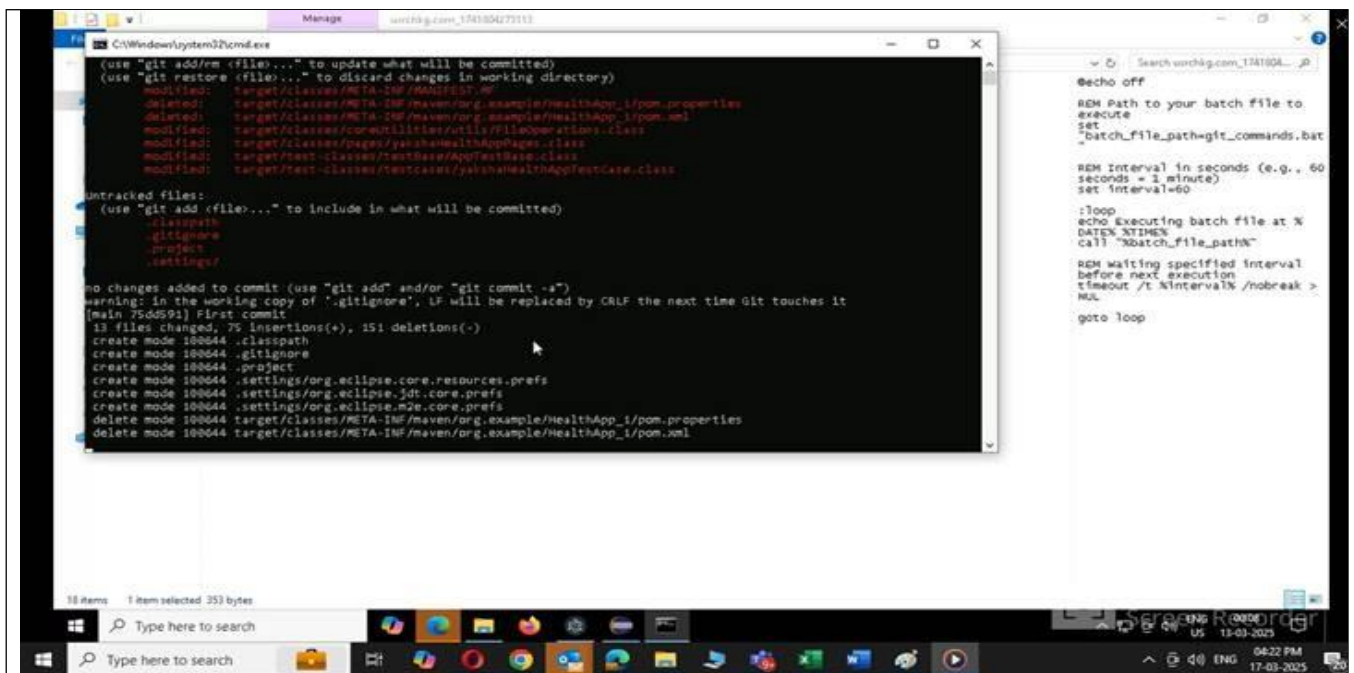 Manage
C:\Windows\system32\cmd.exe
(use "git add/rm <file>..." to update what will be committed)
(use "git restore <file>..." to discard changes in working directory)
modified: target/classes/META-INF/MANIFEST.MF
deleted: target/classes/META-INF/maven/org.example/HealthApp_1/pom.properties
deleted: target/classes/META-INF/maven/org.example/HealthApp_1/pom.xml
modified: target/classes/coreUtilities/utils/FileOperations.class
modified:
modified: target/test-classes/testBase/AppTestBase.class
modified: target/test-classes/testcases/yakshaHealthAppTestCase.class
Untracked files:
(use "git add <file>..." to include in what will be committed)
.classpath
.gitignore
.project
.settings/
no changes added to commit (use "git add" and/or "git commit -a")
warning: in the working copy of '.gitignore', LF will be replaced by CRLF the next time Git touches it
[main 75dd591] First commit
13 files changed, 75 insertions(+), 151 deletions(-)
create mode 100644 .classpath
create mode 100644 .gitignore
create mode 100644 .project
create mode 100644 .settings/org.eclipse.core.resources.prefs
create mode 100644 .settings/org.eclipse.jdt.core.prefs
create mode 100644 .settings/org.eclipse.m2e.core.prefs
delete mode 100644 target/classes/META-INF/maven/org.example/HealthApp_1/pom.properties
delete mode 100644 target/classes/META-INF/maven/org.example/HealthApp_1/pom.xml
Search
@echo off
REM Path to your batch file to
execute
set
"batch_file_path=git_commands.bat
"
REM Interval in seconds (e.g., 60
seconds = 1 minute)
set interval=60
:loop
echo Executing batch file at %
DATE% %TIME%
call "%batch_file_path%"
REM Waiting specified interval
before next execution
timeout /t %interval% /nobreak >
NUL
goto loop
18 items 1 item selected 353 bytes
Type here to search
Screen Recorder
ENG
US 13-03-2025
Type here to search
ENG 04:22 PM
17-03-2025
20